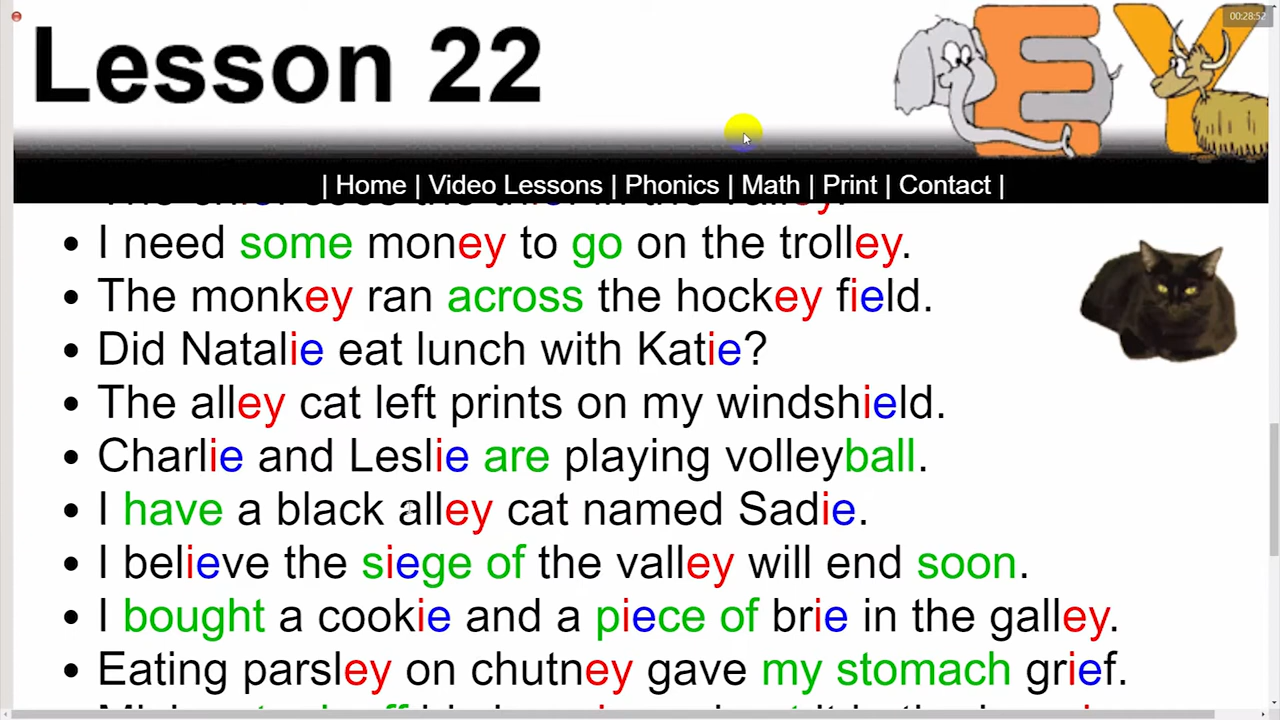 00:28:52
Lesson 22
EY
| Home | Video Lessons | Phonics | Math | Print | Contact |
• I need some money to go on the trolley.
• The monkey ran across the hockey field.
• Did Natalie eat lunch with Katie?
• The alley cat left prints on my windshield.
• Charlie and Leslie are playing volleyball.
• I have a black alley cat named Sadie.
• I believe the siege of the valley will end soon.
• I bought a cookie and a piece of brie in the galley.
• Eating parsley on chutney gave my stomach grief.